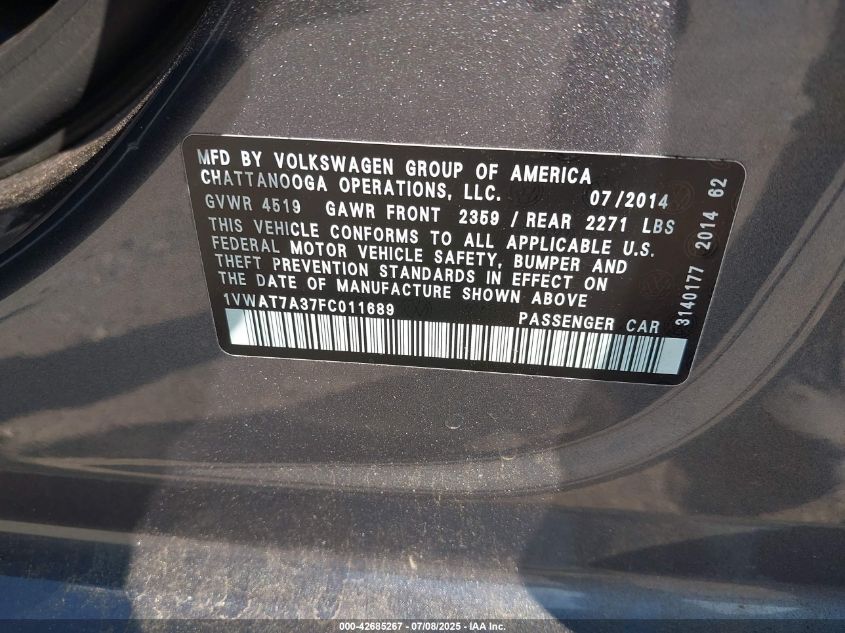 MFD BY VOLKSWAGEN GROUP OF AMERICA
CHATTANOOGA OPERATIONS, LLC. 07/2014
GVWR 4519 GAWR FRONT 2359 / REAR 2271 LBS
THIS VEHICLE CONFORMS TO ALL APPLICABLE U.S.
FEDERAL MOTOR VEHICLE SAFETY, BUMPER AND
THEFT PREVENTION STANDARDS IN EFFECT ON
THE DATE OF MANUFACTURE SHOWN ABOVE
1VWAT7A37FC011689 PASSENGER CAR
3140177 2014 62
000-42685267 - 07/08/2025 - IAA Inc.